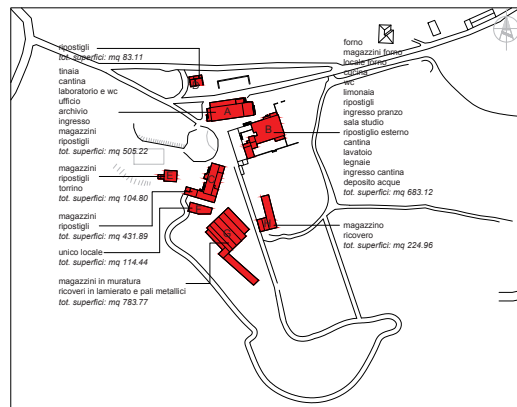 ripostigli
tot. superfici: mq 83.11
tinaia
cantina
laboratorio e wc
ufficio
archivio
ingresso
magazzini
ripostigli
tot. superfici: mq 505.22
magazzini
ripostigli
torrino
tot. superfici: mq 104.80
magazzini
ripostigli
tot. superfici: mq 431.89
unico locale
tot. superfici: mq 114.44
magazzini in muratura
ricoveri in lamierato e pali metallici
tot. superfici: mq 783.77
A
B
E
G
forno
magazzini forno
locale forno
cucina
wc
limonaia
ripostigli
ingresso pranzo
sala studio
ripostiglio esterno
cantina
lavatoio
legnaie
ingresso cantina
deposito acque
tot. superfici: mq 683.12
magazzino
ricovero
tot. superfici: mq 224.96